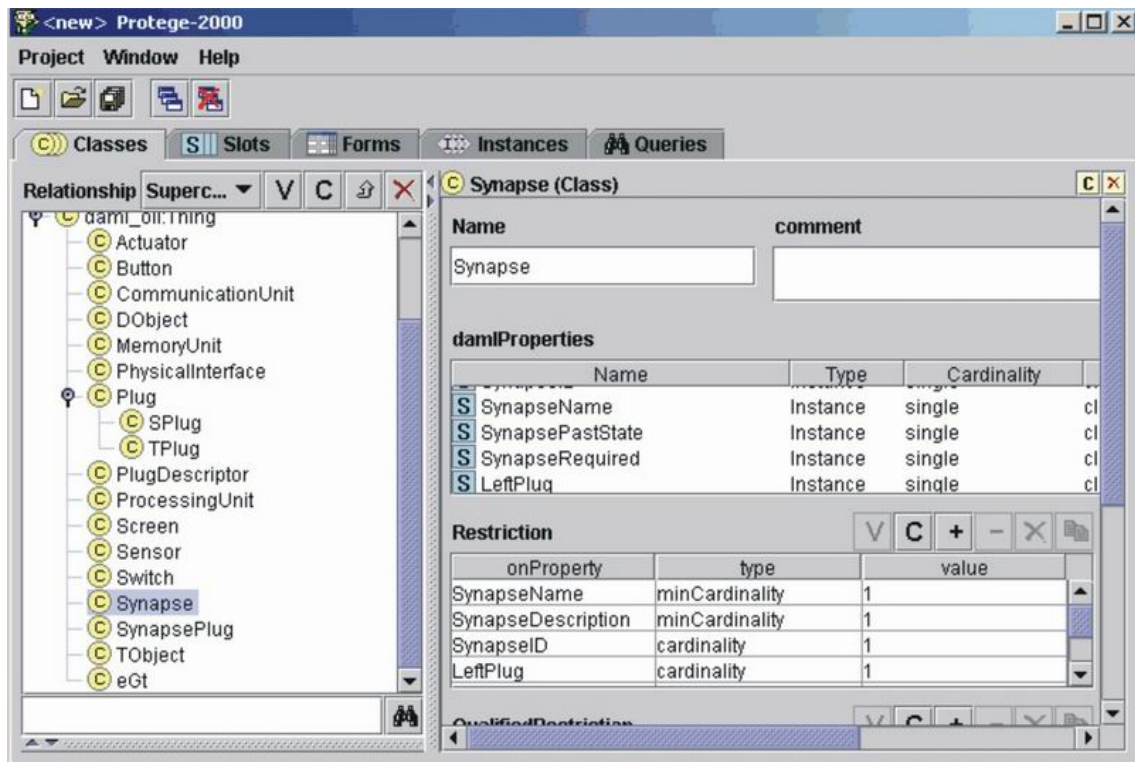 <new> Protege-2000
Project Window Help
C Classes S Slots Forms I Instances Queries
Relationship Superc... V C
C Synapse (Class) C
C daml_oil:Thing
C Actuator
C Button
C CommunicationUnit
C DObject
C MemoryUnit
C PhysicalInterface
C Plug
C SPlug
C TPlug
C PlugDescriptor
C ProcessingUnit
C Screen
C Sensor
C Switch
C Synapse
C SynapsePlug
C TObject
C eGt
Name comment
Synapse
damlProperties
Name Type Cardinality
S SynapseName Instance single cl
S SynapsePastState Instance single cl
S SynapseRequired Instance single cl
S LeftPlug Instance single cl
Restriction V C + −
onProperty type value
SynapseName minCardinality 1
SynapseDescription minCardinality 1
SynapseID cardinality 1
LeftPlug cardinality 1
QualifiedRestriction V C + −